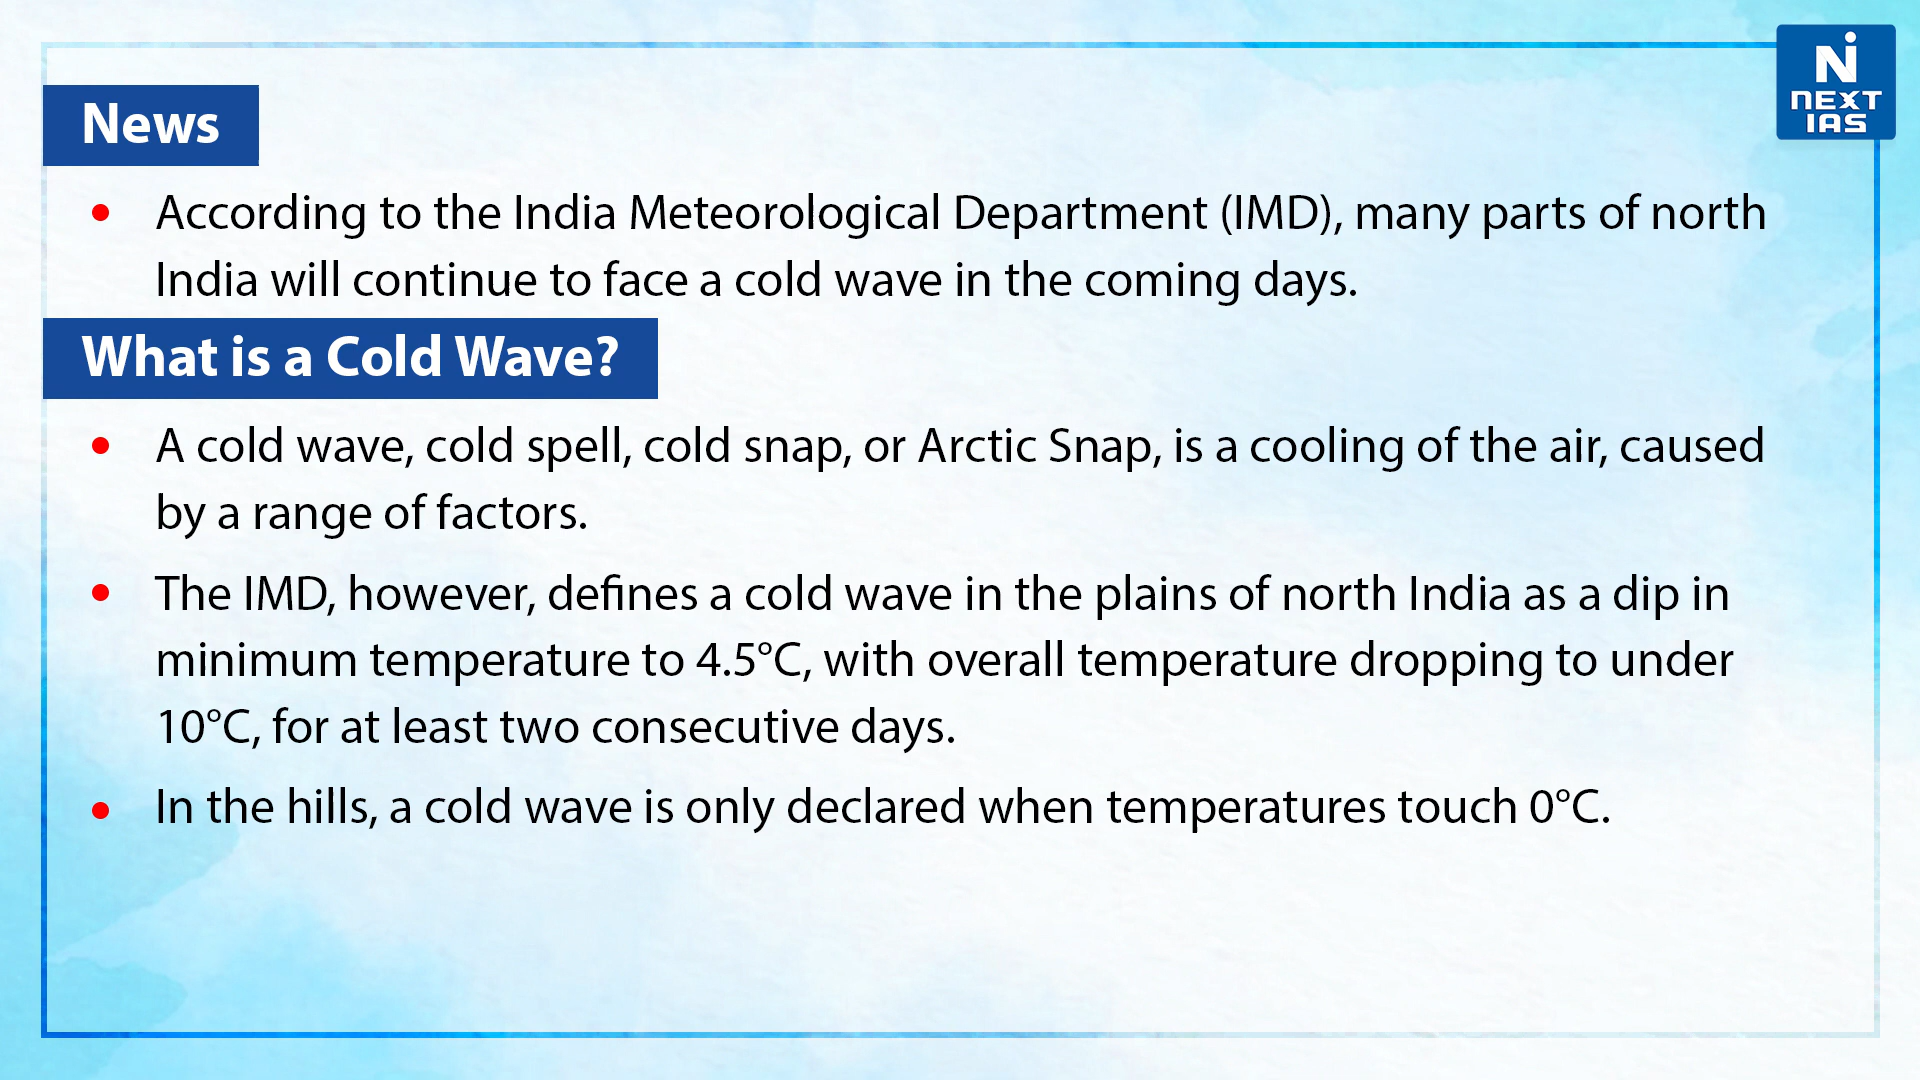 NEXT
IAS
News
• According to the India Meteorological Department (IMD), many parts of north
India will continue to face a cold wave in the coming days.
What is a Cold Wave?
• A cold wave, cold spell, cold snap, or Arctic Snap, is a cooling of the air, caused
by a range of factors.
• The IMD, however, defines a cold wave in the plains of north India as a dip in
minimum temperature to 4.5°C, with overall temperature dropping to under
10°C, for at least two consecutive days.
• In the hills, a cold wave is only declared when temperatures touch 0°C.